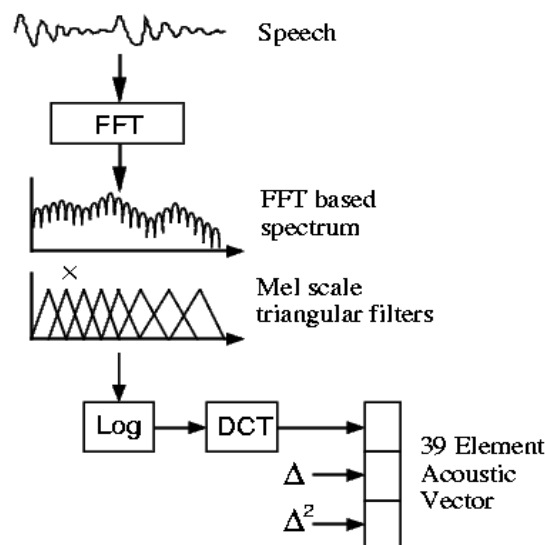 Speech
FFT
FFT based
spectrum
×
Mel scale
triangular filters
Log
DCT
39 Element
Acoustic
Vector
Δ
Δ²